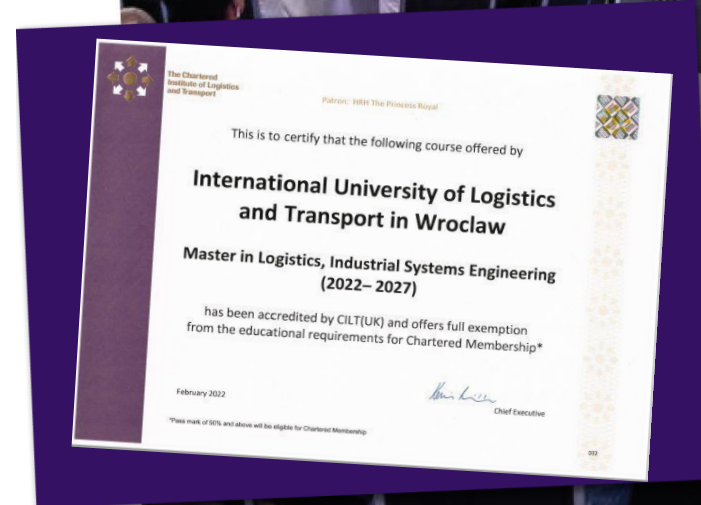 The Chartered
Institute of Logistics
and Transport
Patron: HRH The Princess Royal
This is to certify that the following course offered by
International University of Logistics
and Transport in Wroclaw
Master in Logistics, Industrial Systems Engineering
(2022– 2027)
has been accredited by CILT(UK) and offers full exemption
from the educational requirements for Chartered Membership*
February 2022
Chief Executive
*Pass mark of 50% and above will be eligible for Chartered Membership